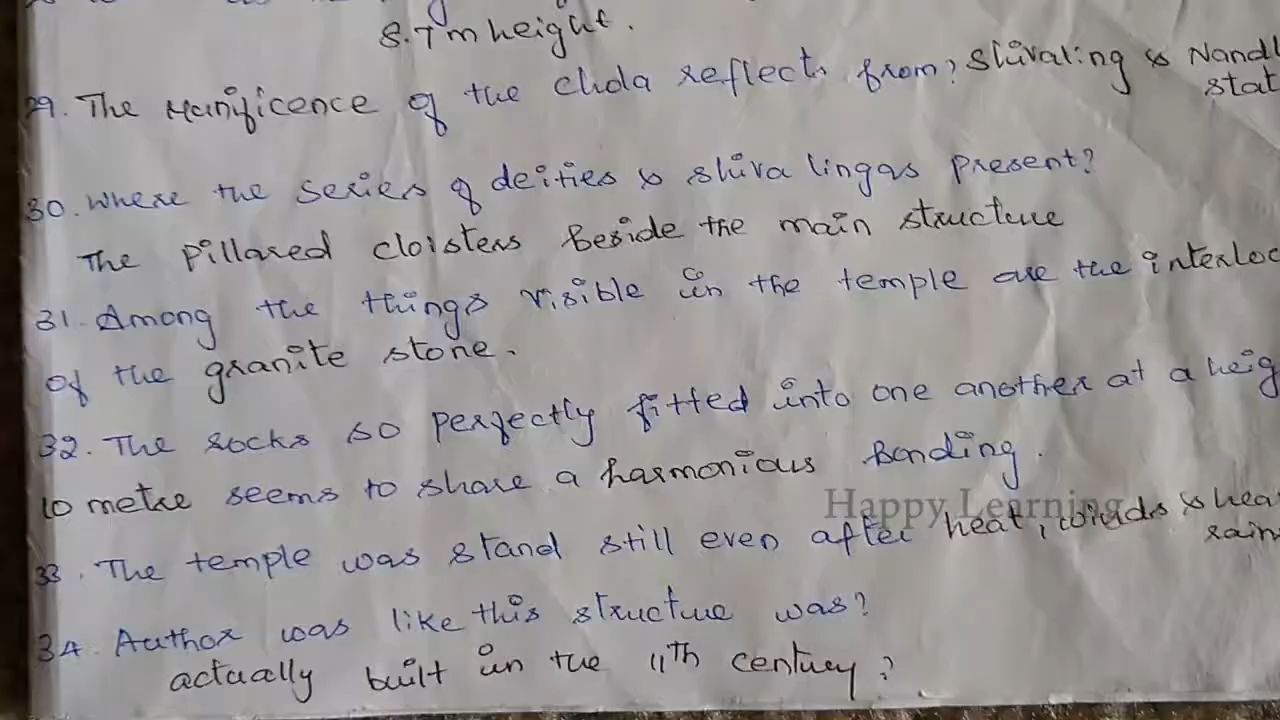 8.7m height.
29. The Munificence of the Chola reflects from? Shivaling & Nandi
stat
30. Where the series of deities & shiva lingas present?
The pillared cloisters Beside the main structure
31. Among the things visible in the temple are the interloc
of the granite stone.
32. The rocks so perfectly fitted into one another at a heig
10 metre seems to share a harmonious Bonding.
Happy Learning
33. The temple was stand still even after heat, winds & hea
rain
34. Author was like this structure was?
actually built in the 11th century?